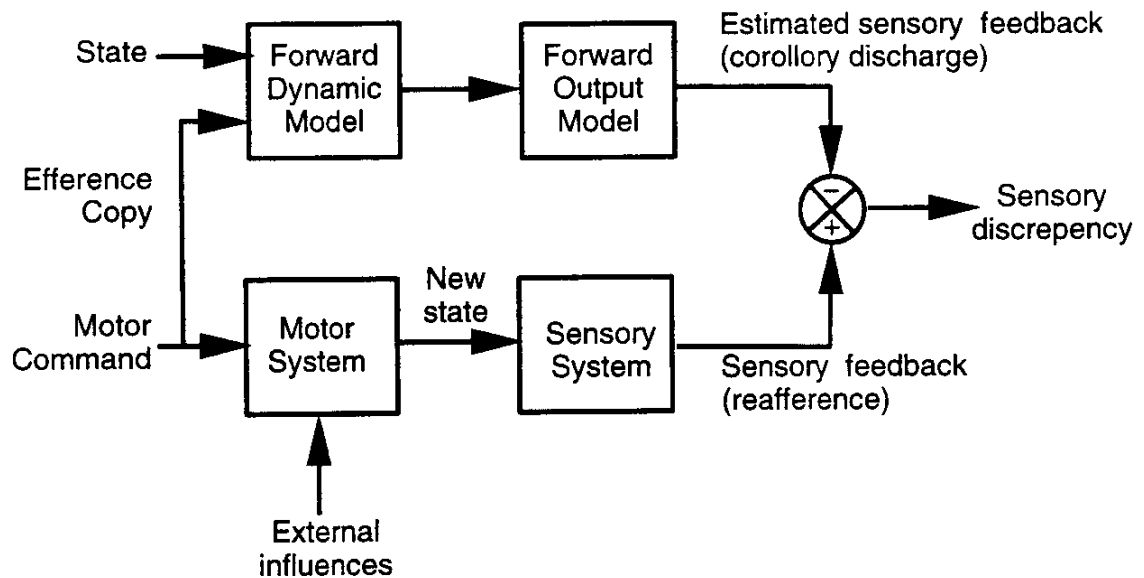 State
Forward
Dynamic
Model
Forward
Output
Model
Estimated sensory feedback
(corollory discharge)
Efference
Copy
−
+
Sensory
discrepency
Motor
Command
Motor
System
New
state
Sensory
System
Sensory feedback
(reafference)
External
influences